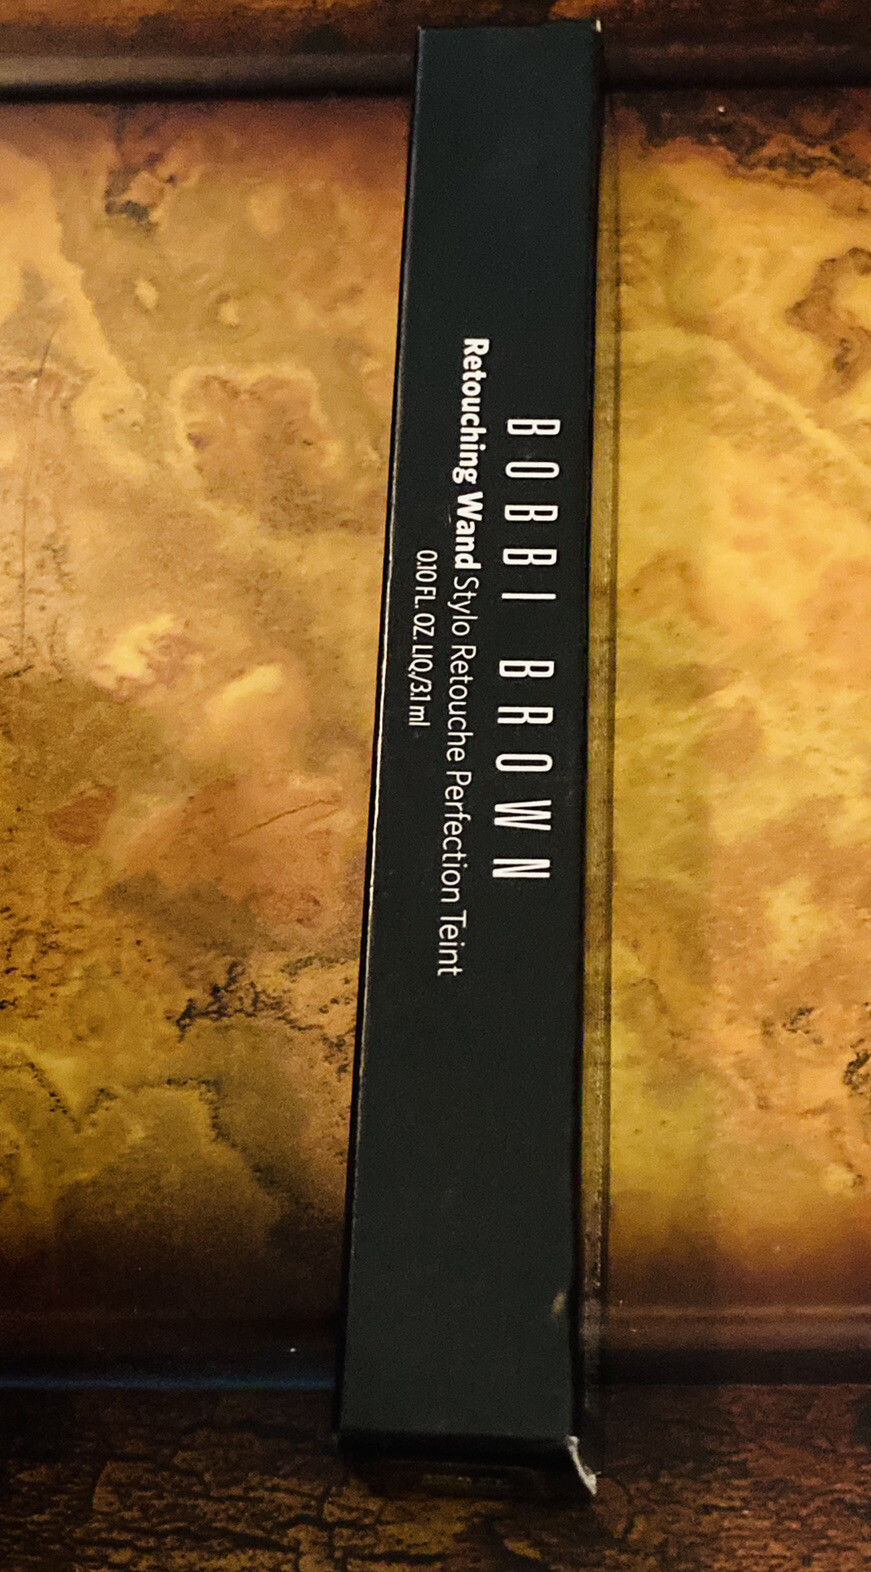 BOBBI BROWN
Retouching Wand Stylo Retouche Perfection Teint
0.10 FL. OZ. LIQ./3.1 ml